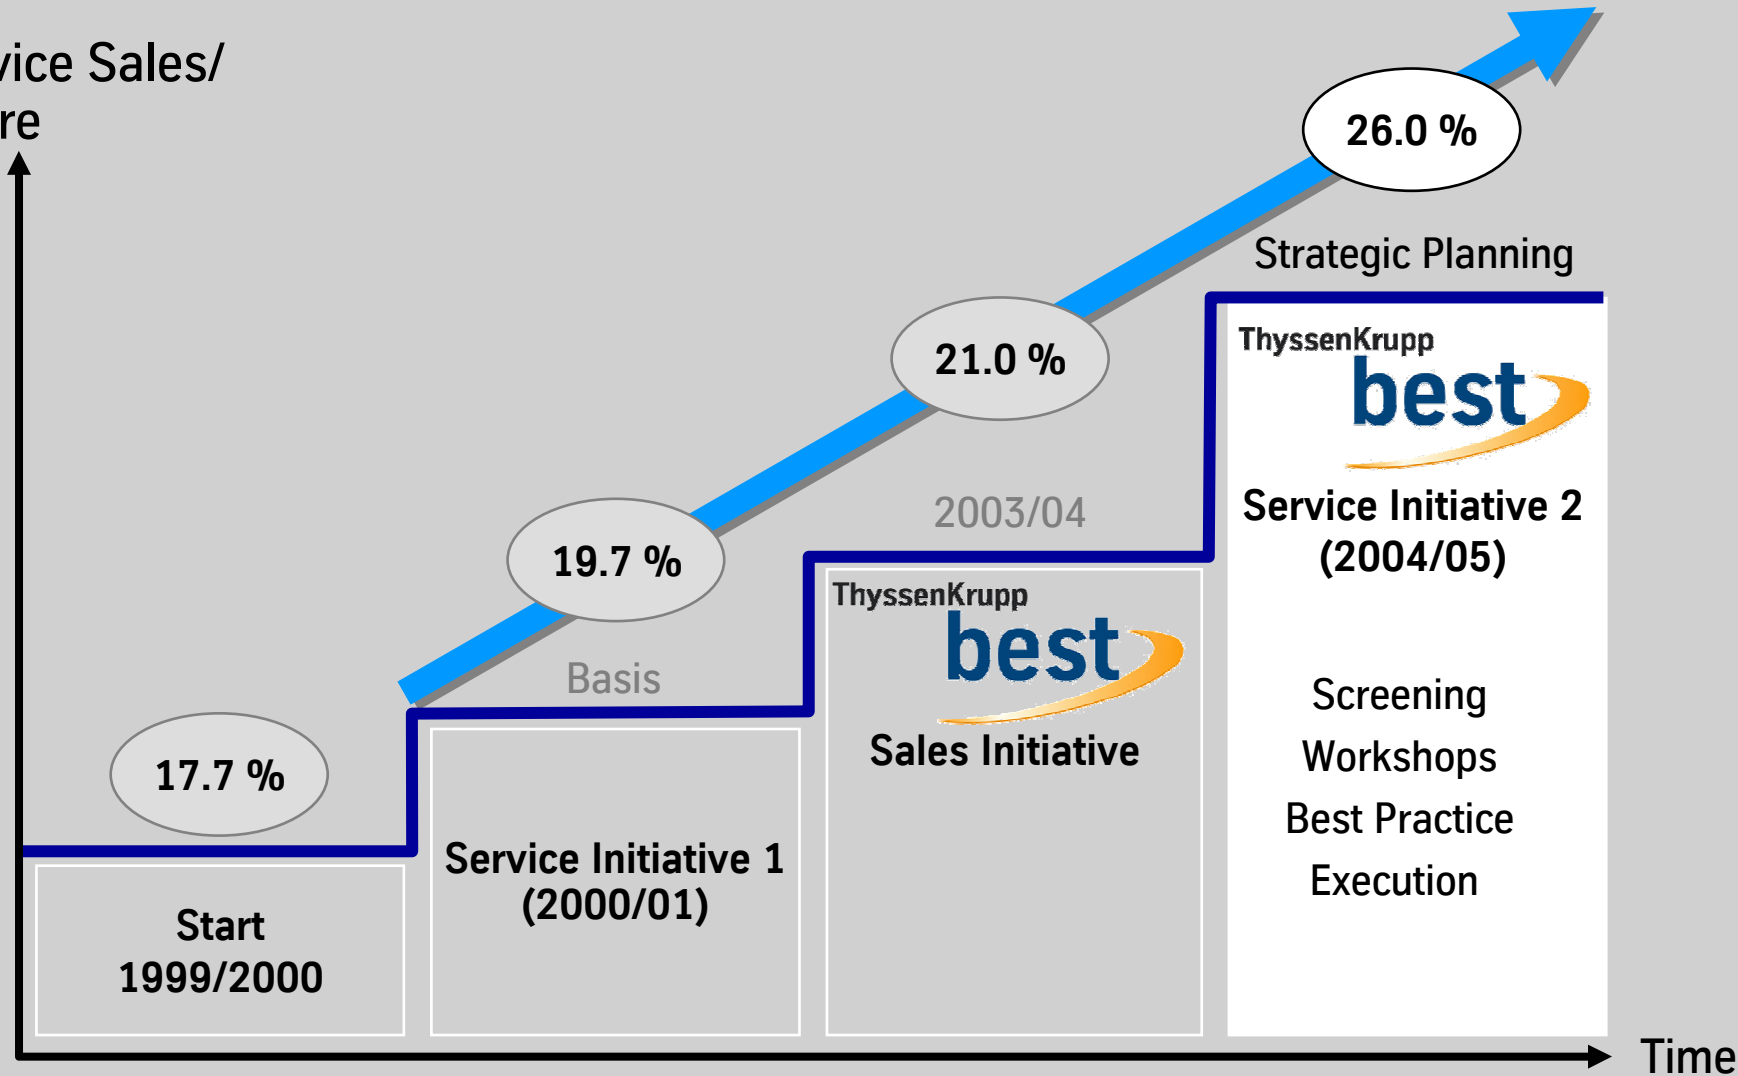 vice Sales/
re
26.0 %
Strategic Planning
21.0 %
ThyssenKrupp
best
Service Initiative 2
(2004/05)
Screening
Workshops
Best Practice
Execution
2003/04
ThyssenKrupp
best
Sales Initiative
19.7 %
Basis
Service Initiative 1
(2000/01)
17.7 %
Start
1999/2000
Time